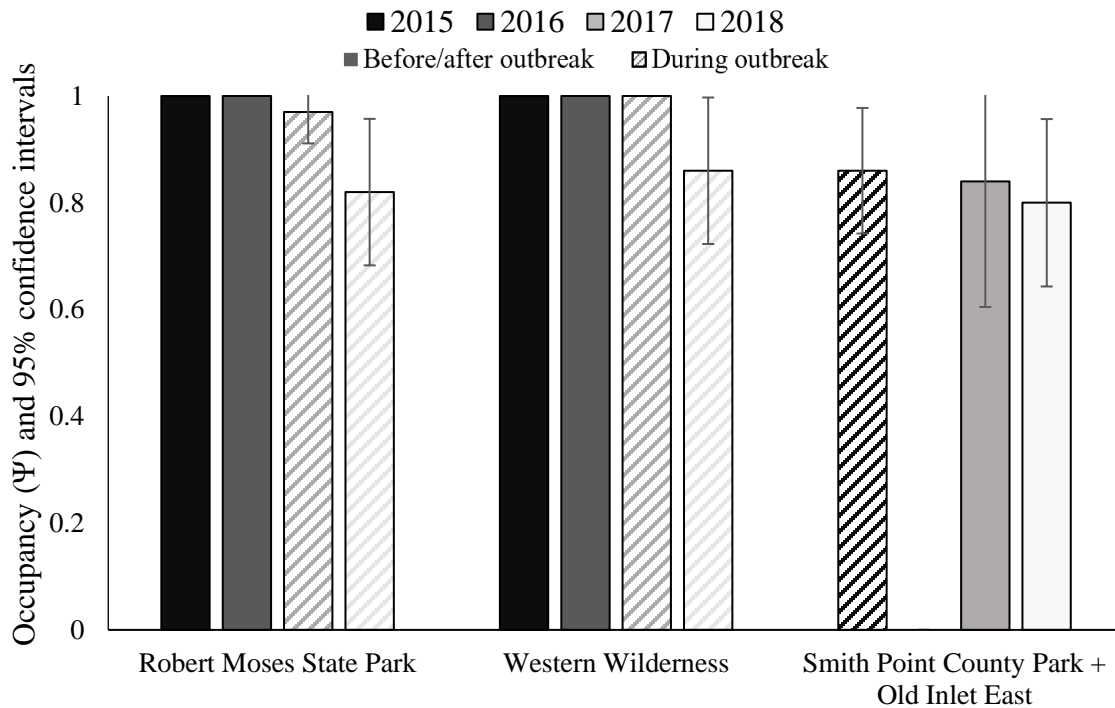 2015 2016 2017 2018
Before/after outbreak During outbreak
Occupancy (Ψ) and 95% confidence intervals
1
0.8
0.6
0.4
0.2
0
Robert Moses State Park
Western Wilderness
Smith Point County Park +
Old Inlet East